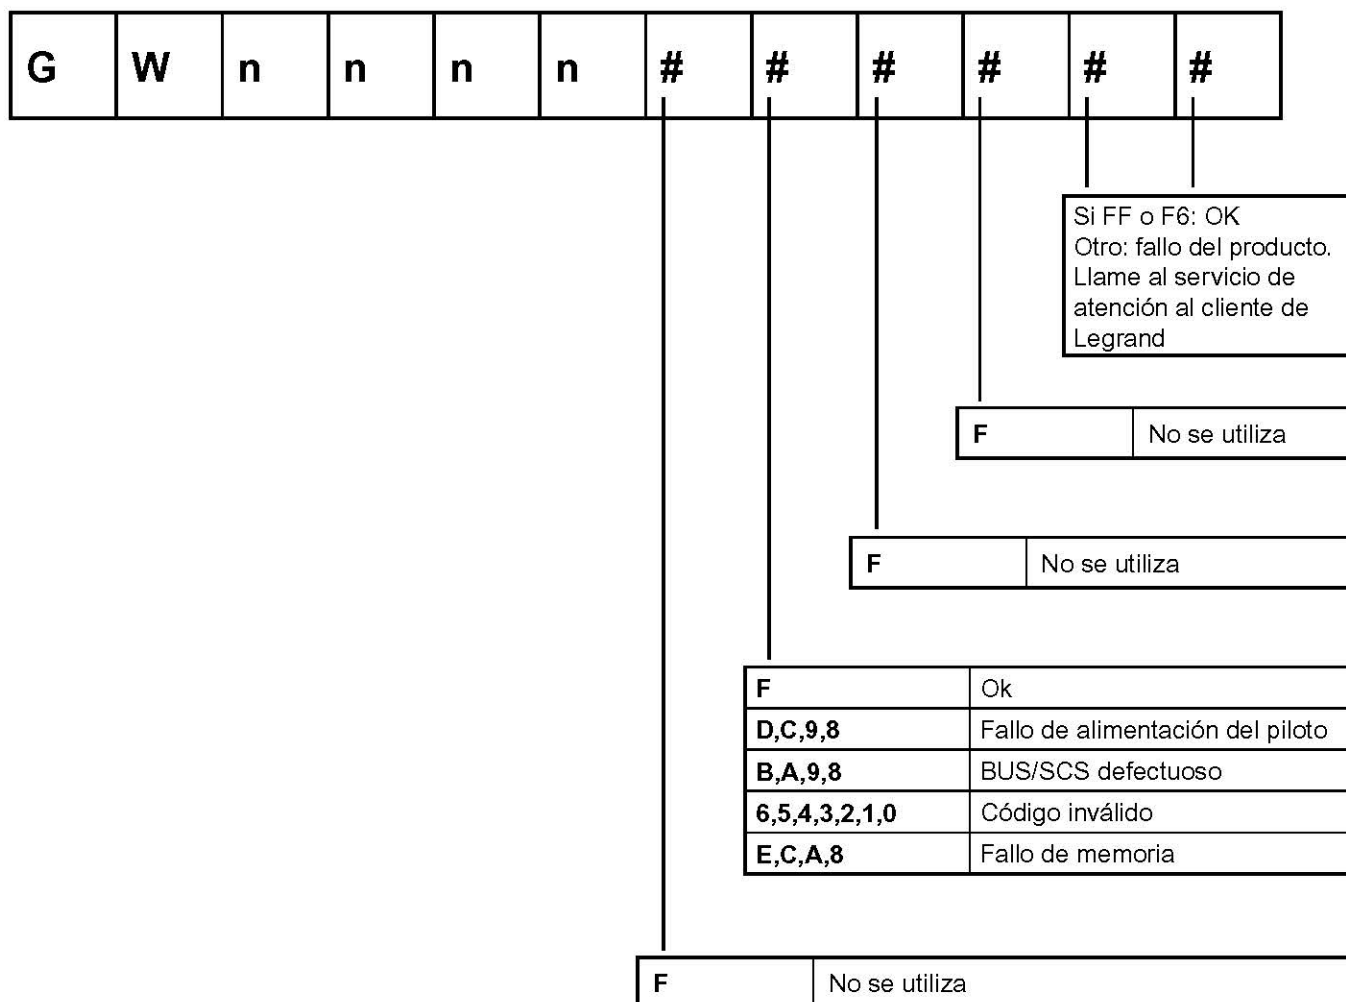 G W n n n n # # # # # #
Si FF o F6: OK
Otro: fallo del producto.
Llame al servicio de
atención al cliente de
Legrand
F No se utiliza
F No se utiliza
F Ok
D,C,9,8 Fallo de alimentación del piloto
B,A,9,8 BUS/SCS defectuoso
6,5,4,3,2,1,0 Código inválido
E,C,A,8 Fallo de memoria
F No se utiliza